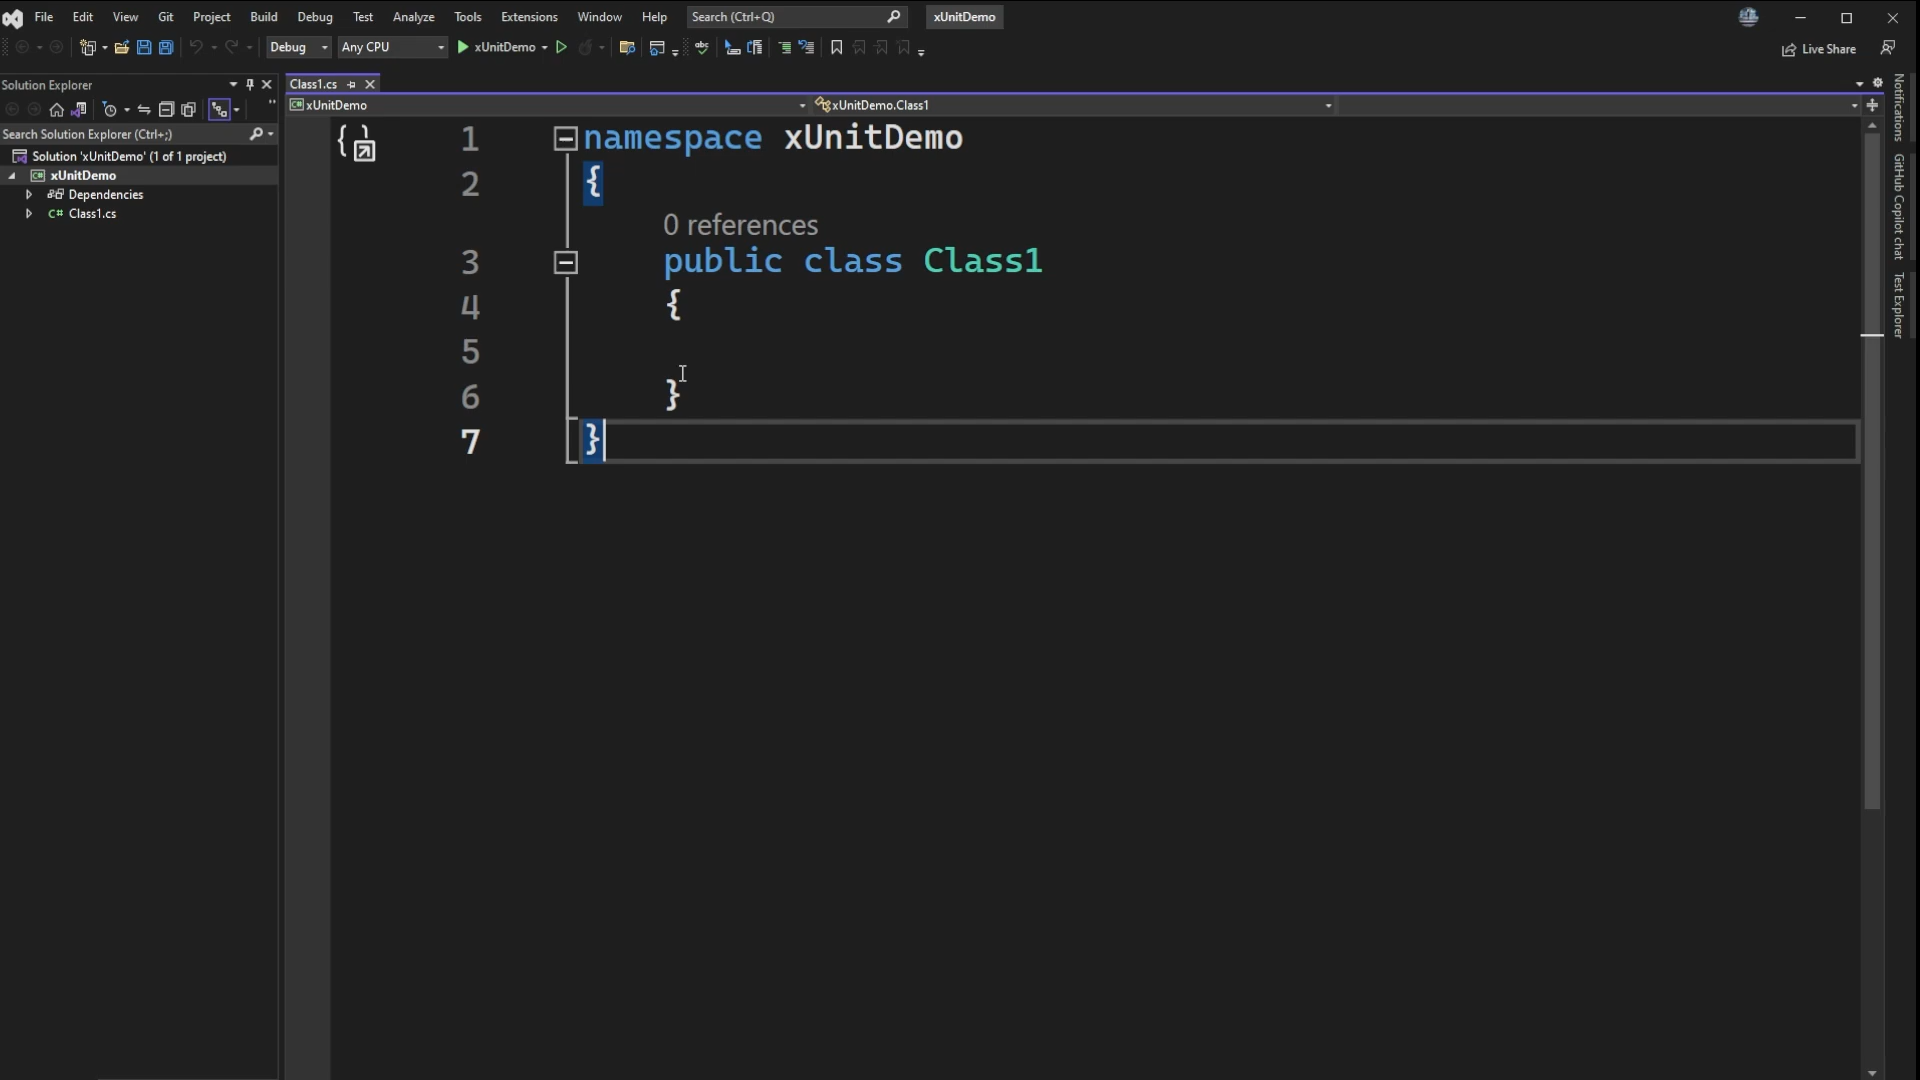 File Edit View Git Project Build Debug Test Analyze Tools Extensions Window Help Search (Ctrl+Q) xUnitDemo
Debug Any CPU xUnitDemo abc Live Share
Solution Explorer
Search Solution Explorer (Ctrl+;)
Solution 'xUnitDemo' (1 of 1 project)
C# xUnitDemo
Dependencies
C# Class1.cs
Class1.cs
C# xUnitDemo xUnitDemo.Class1
1 namespace xUnitDemo
2 {
0 references
3 public class Class1
4 {
5
6 }
7 }
Notifications
GitHub Copilot chat
Test Explorer